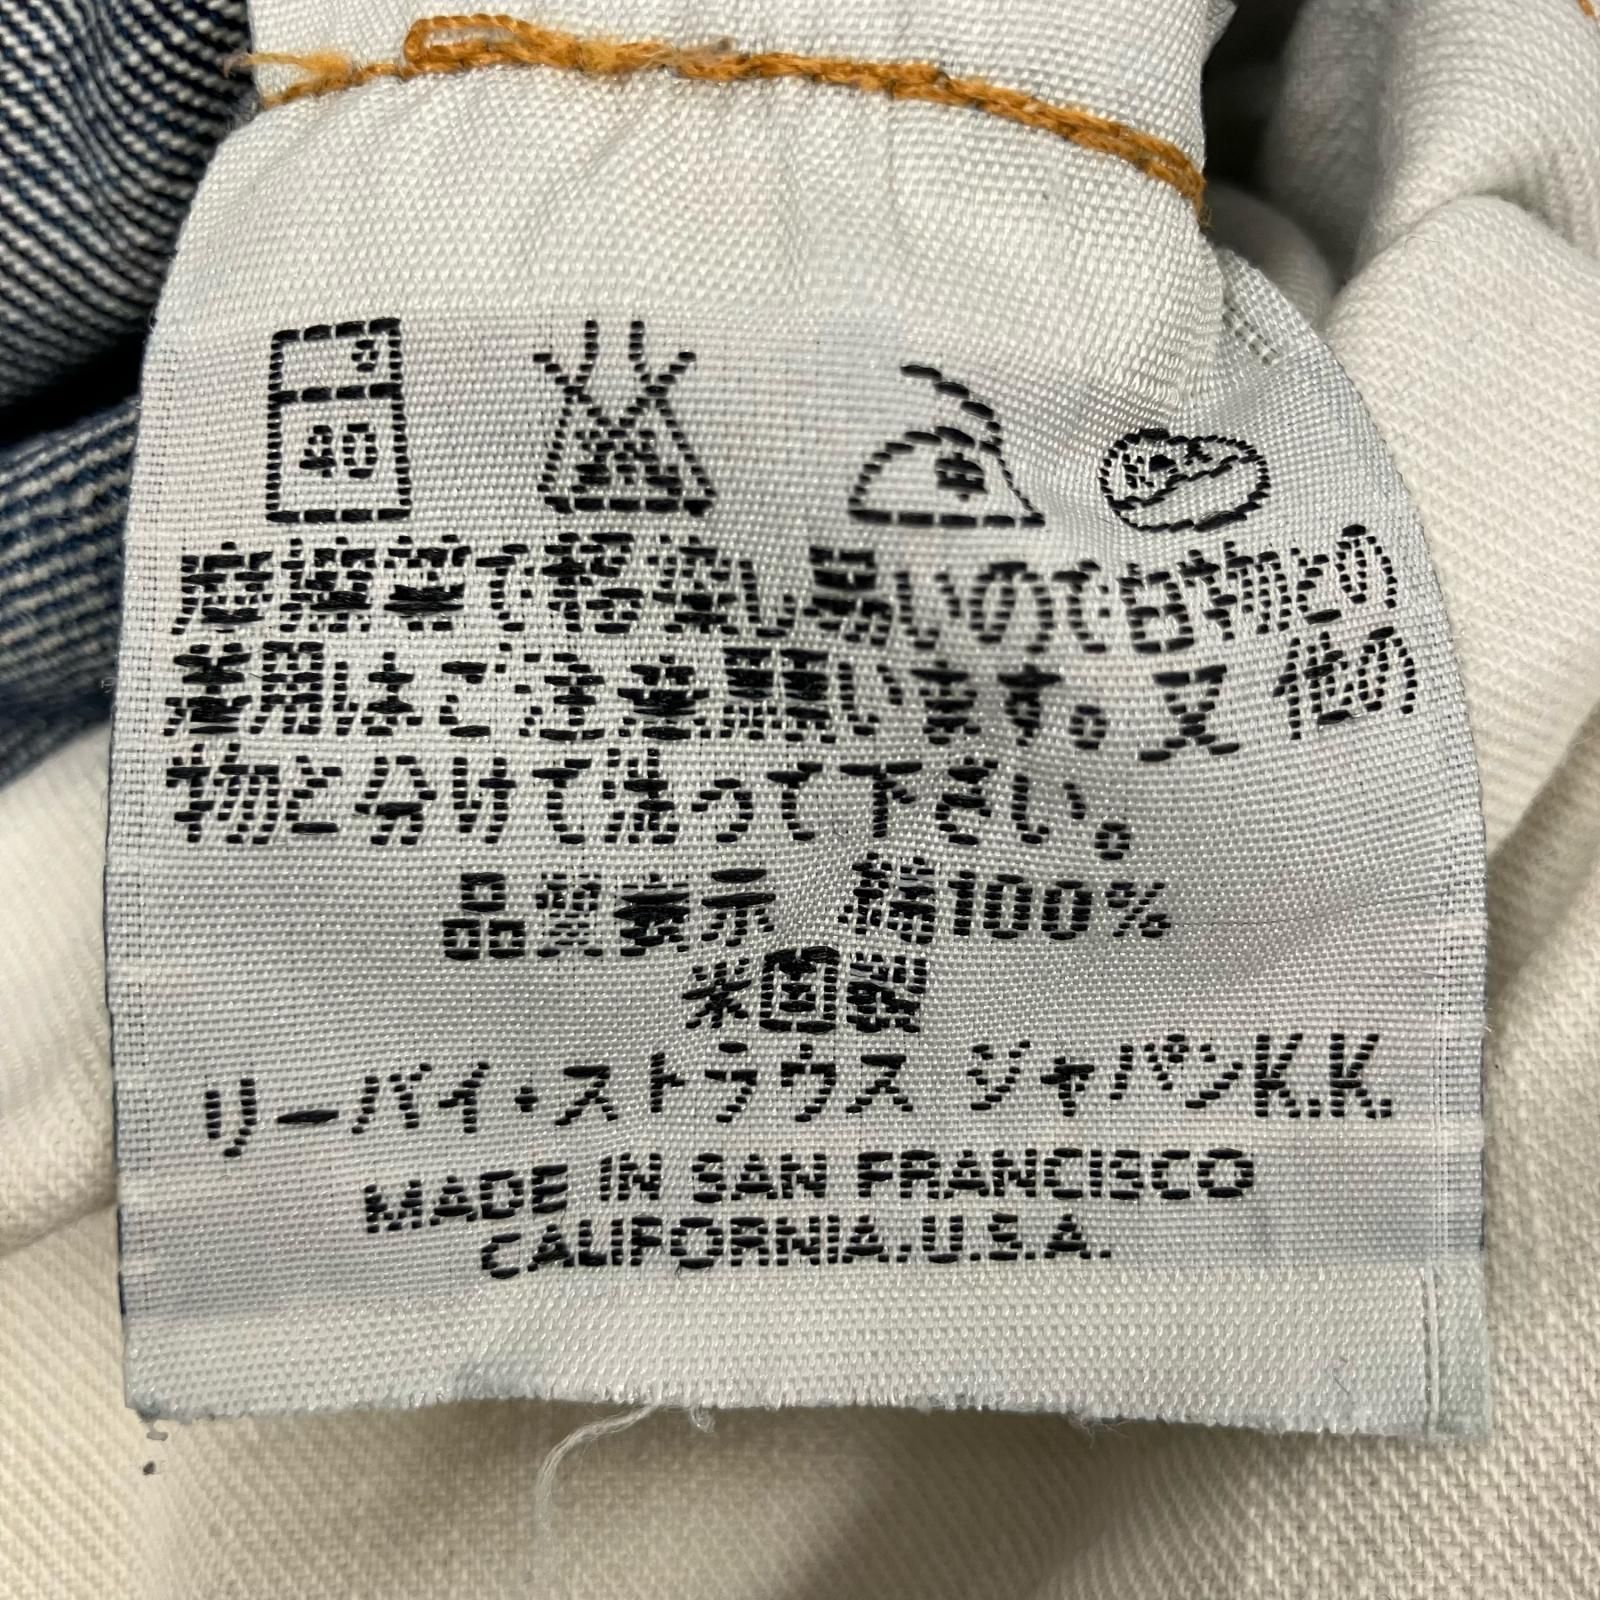 40
摩擦等で移染し易いので白物との
着用はご注意願います。又 他の
物と分けて洗って下さい。
品質表示 綿100%
米国製
リーバイ・ストラウス ジャパンK.K.
MADE IN SAN FRANCISCO
CALIFORNIA.U.S.A.